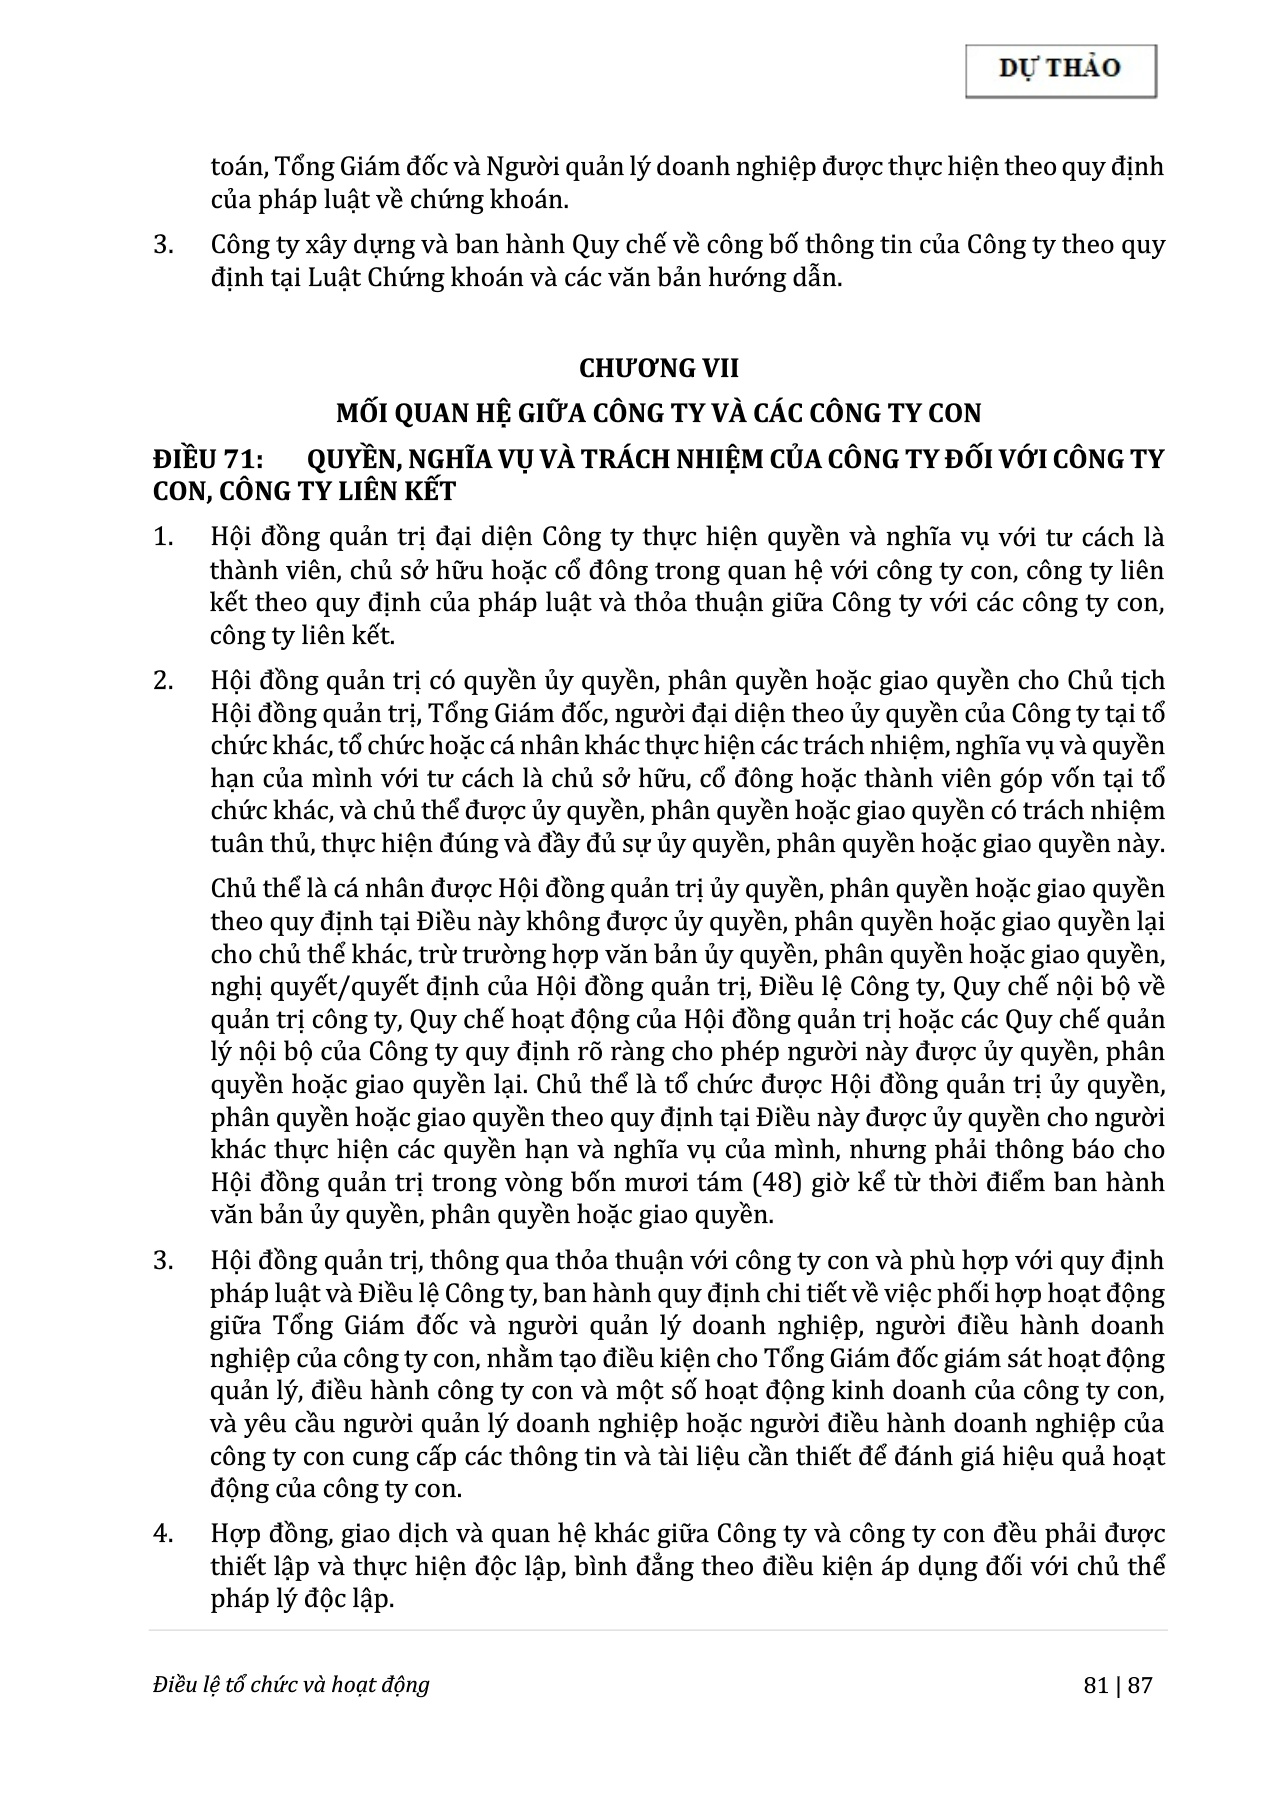 DỰ THẢO
toán, Tổng Giám đốc và Người quản lý doanh nghiệp được thực hiện theo quy định
của pháp luật về chứng khoán.
3. Công ty xây dựng và ban hành Quy chế về công bố thông tin của Công ty theo quy
định tại Luật Chứng khoán và các văn bản hướng dẫn.
CHƯƠNG VII
MỐI QUAN HỆ GIỮA CÔNG TY VÀ CÁC CÔNG TY CON
ĐIỀU 71: QUYỀN, NGHĨA VỤ VÀ TRÁCH NHIỆM CỦA CÔNG TY ĐỐI VỚI CÔNG TY
CON, CÔNG TY LIÊN KẾT
1. Hội đồng quản trị đại diện Công ty thực hiện quyền và nghĩa vụ với tư cách là
thành viên, chủ sở hữu hoặc cổ đông trong quan hệ với công ty con, công ty liên
kết theo quy định của pháp luật và thỏa thuận giữa Công ty với các công ty con,
công ty liên kết.
2. Hội đồng quản trị có quyền ủy quyền, phân quyền hoặc giao quyền cho Chủ tịch
Hội đồng quản trị, Tổng Giám đốc, người đại diện theo ủy quyền của Công ty tại tổ
chức khác, tổ chức hoặc cá nhân khác thực hiện các trách nhiệm, nghĩa vụ và quyền
hạn của mình với tư cách là chủ sở hữu, cổ đông hoặc thành viên góp vốn tại tổ
chức khác, và chủ thể được ủy quyền, phân quyền hoặc giao quyền có trách nhiệm
tuân thủ, thực hiện đúng và đầy đủ sự ủy quyền, phân quyền hoặc giao quyền này.
Chủ thể là cá nhân được Hội đồng quản trị ủy quyền, phân quyền hoặc giao quyền
theo quy định tại Điều này không được ủy quyền, phân quyền hoặc giao quyền lại
cho chủ thể khác, trừ trường hợp văn bản ủy quyền, phân quyền hoặc giao quyền,
nghị quyết/quyết định của Hội đồng quản trị, Điều lệ Công ty, Quy chế nội bộ về
quản trị công ty, Quy chế hoạt động của Hội đồng quản trị hoặc các Quy chế quản
lý nội bộ của Công ty quy định rõ ràng cho phép người này được ủy quyền, phân
quyền hoặc giao quyền lại. Chủ thể là tổ chức được Hội đồng quản trị ủy quyền,
phân quyền hoặc giao quyền theo quy định tại Điều này được ủy quyền cho người
khác thực hiện các quyền hạn và nghĩa vụ của mình, nhưng phải thông báo cho
Hội đồng quản trị trong vòng bốn mươi tám (48) giờ kể từ thời điểm ban hành
văn bản ủy quyền, phân quyền hoặc giao quyền.
3. Hội đồng quản trị, thông qua thỏa thuận với công ty con và phù hợp với quy định
pháp luật và Điều lệ Công ty, ban hành quy định chi tiết về việc phối hợp hoạt động
giữa Tổng Giám đốc và người quản lý doanh nghiệp, người điều hành doanh
nghiệp của công ty con, nhằm tạo điều kiện cho Tổng Giám đốc giám sát hoạt động
quản lý, điều hành công ty con và một số hoạt động kinh doanh của công ty con,
và yêu cầu người quản lý doanh nghiệp hoặc người điều hành doanh nghiệp của
công ty con cung cấp các thông tin và tài liệu cần thiết để đánh giá hiệu quả hoạt
động của công ty con.
4. Hợp đồng, giao dịch và quan hệ khác giữa Công ty và công ty con đều phải được
thiết lập và thực hiện độc lập, bình đẳng theo điều kiện áp dụng đối với chủ thể
pháp lý độc lập.
Điều lệ tổ chức và hoạt động 81 | 87